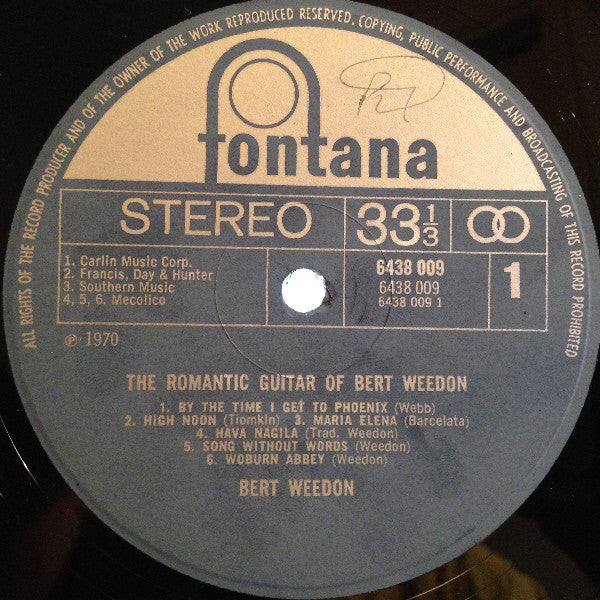 ALL RIGHTS OF THE RECORD PRODUCER AND OF THE OWNER OF THE WORK REPRODUCED RESERVED. COPYING, PUBLIC PERFORMANCE AND BROADCASTING OF THIS RECORD PROHIBITED
fontana
STEREO 33⅓
1. Carlin Music Corp.
2. Francis, Day & Hunter
3. Southern Music
4, 5, 6. Mecolico
6438 009
6438 009
6438 009 1
1
℗ 1970
THE ROMANTIC GUITAR OF BERT WEEDON
1. BY THE TIME I GET TO PHOENIX (Webb)
2. HIGH NOON (Tiomkin) 3. MARIA ELENA (Barcelata)
4. HAVA NAGILA (Trad. Weedon)
5. SONG WITHOUT WORDS (Weedon)
6. WOBURN ABBEY (Weedon)
BERT WEEDON